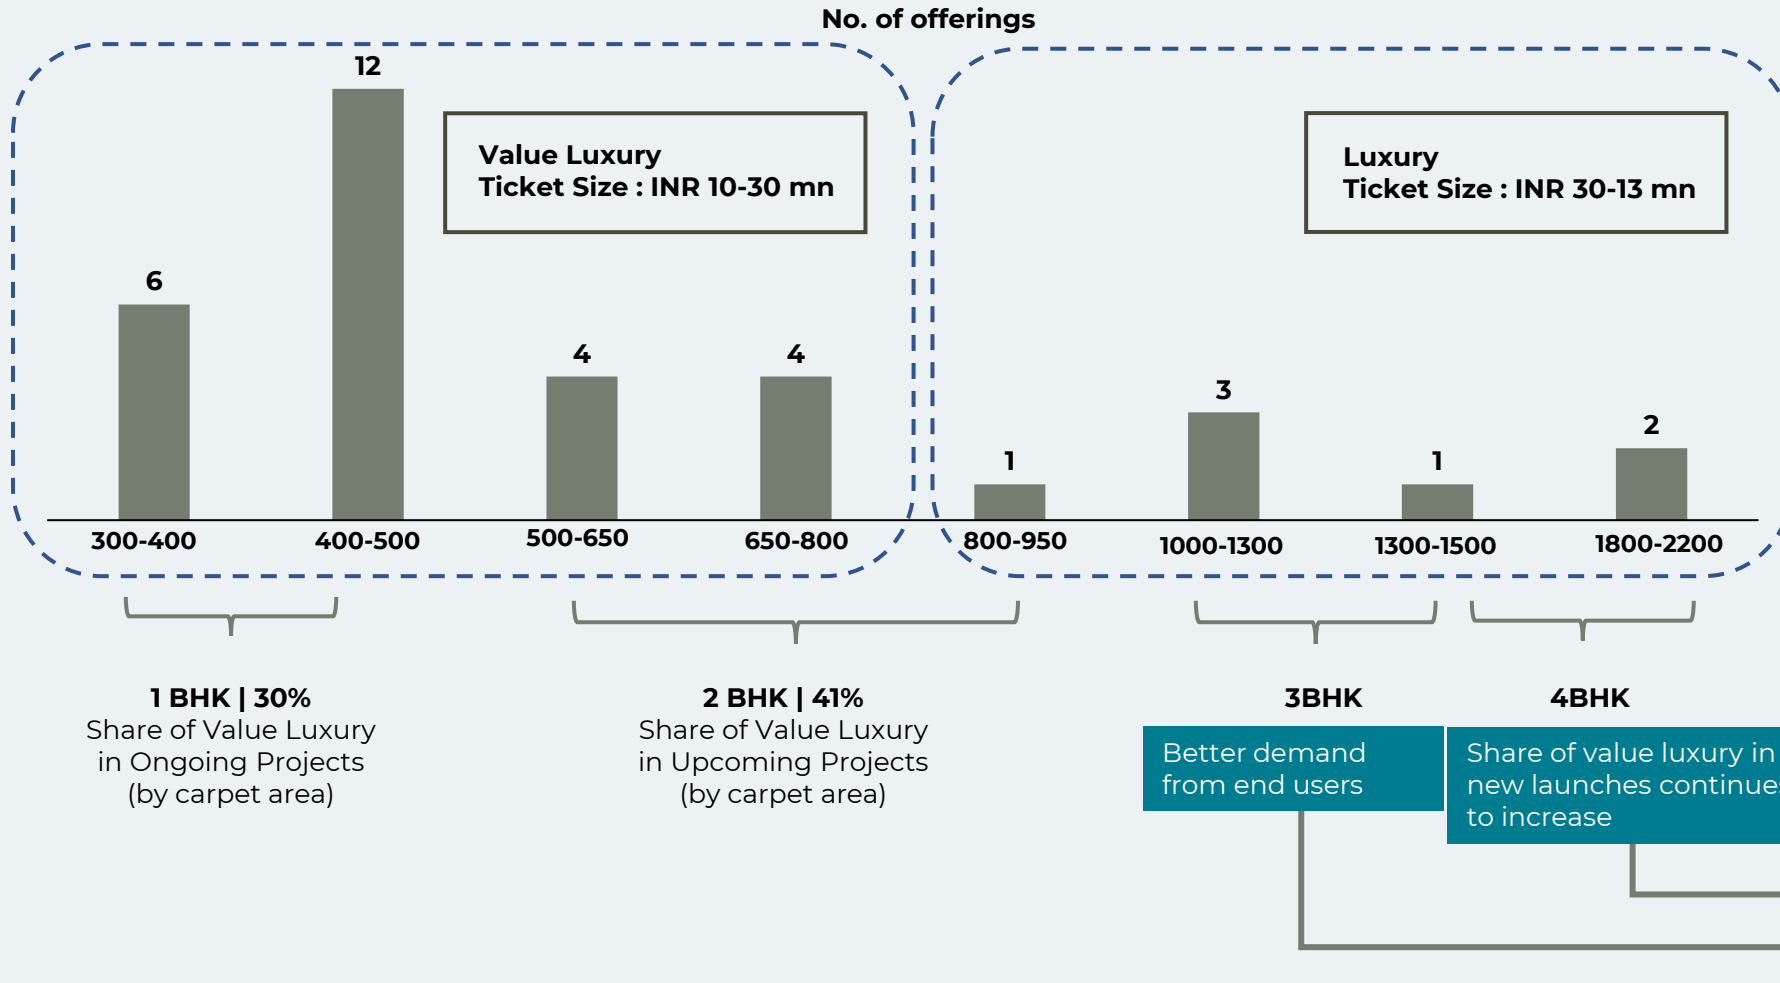 No. of offerings
12
Value Luxury
Ticket Size : INR 10-30 mn
Luxury
Ticket Size : INR 30-13 mn
6
4
4
1
3
1
2
300-400
400-500
500-650
650-800
800-950
1000-1300
1300-1500
1800-2200
1 BHK | 30%
Share of Value Luxury
in Ongoing Projects
(by carpet area)
2 BHK | 41%
Share of Value Luxury
in Upcoming Projects
(by carpet area)
3BHK
Better demand
from end users
4BHK
Share of value luxury in
new launches continues
to increase